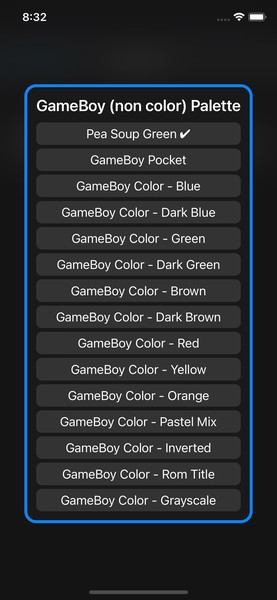 8:32
GameBoy (non color) Palette
Pea Soup Green ✔
GameBoy Pocket
GameBoy Color - Blue
GameBoy Color - Dark Blue
GameBoy Color - Green
GameBoy Color - Dark Green
GameBoy Color - Brown
GameBoy Color - Dark Brown
GameBoy Color - Red
GameBoy Color - Yellow
GameBoy Color - Orange
GameBoy Color - Pastel Mix
GameBoy Color - Inverted
GameBoy Color - Rom Title
GameBoy Color - Grayscale